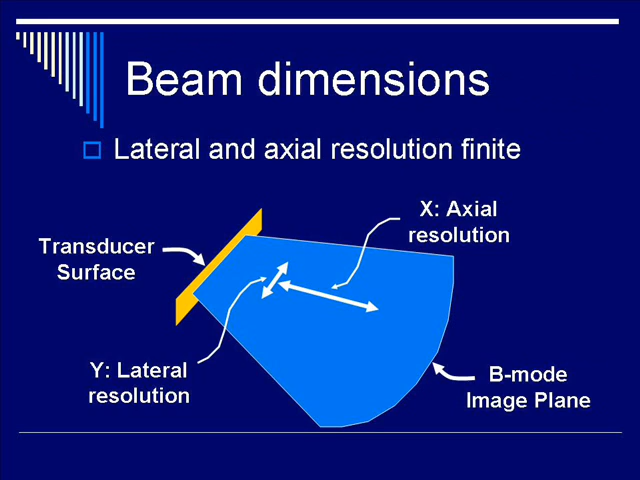 Beam dimensions
Lateral and axial resolution finite
X: Axial
resolution
Transducer
Surface
Y: Lateral
resolution
B-mode
Image Plane